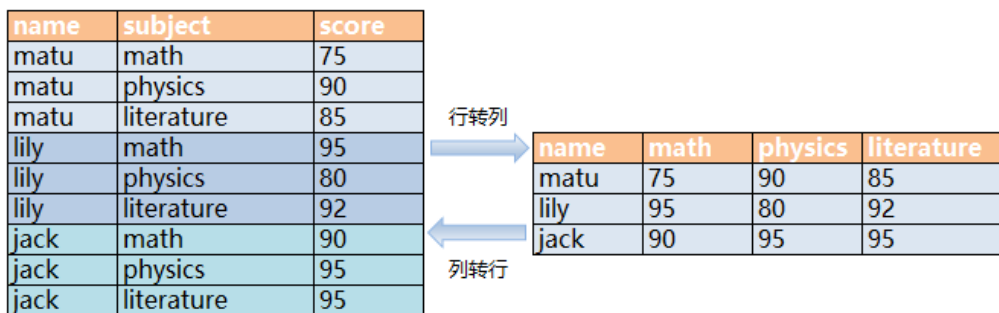 name subject score
matu math 75
matu physics 90
matu literature 85
lily math 95
lily physics 80
lily literature 92
jack math 90
jack physics 95
jack literature 95
行转列
列转行
name math physics literature
matu 75 90 85
lily 95 80 92
jack 90 95 95